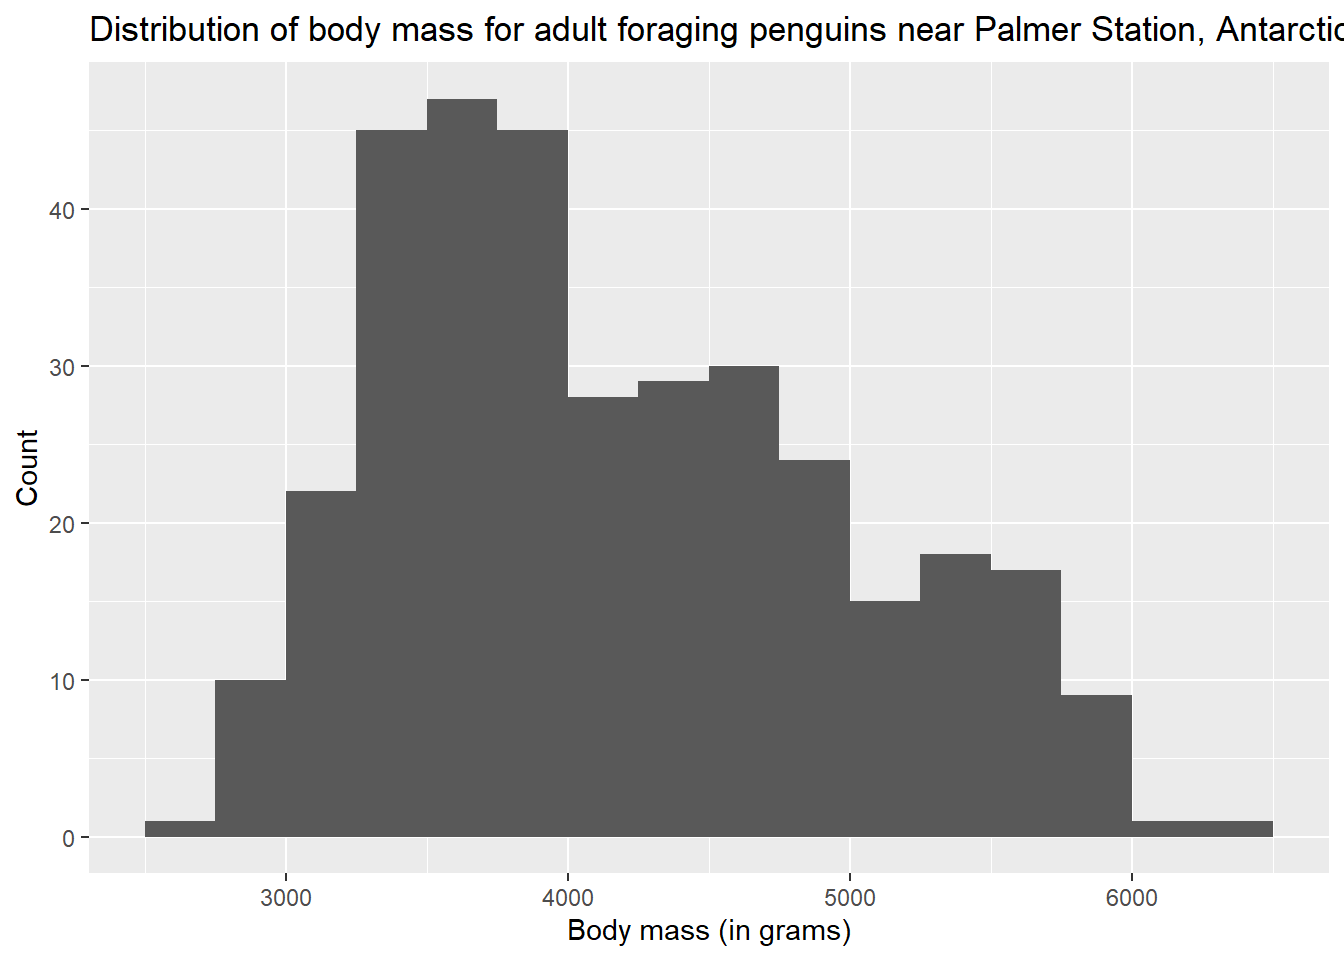 Distribution of body mass for adult foraging penguins near Palmer Station, Antarctic
40
30
20
10
0
Count
3000 4000 5000 6000
Body mass (in grams)